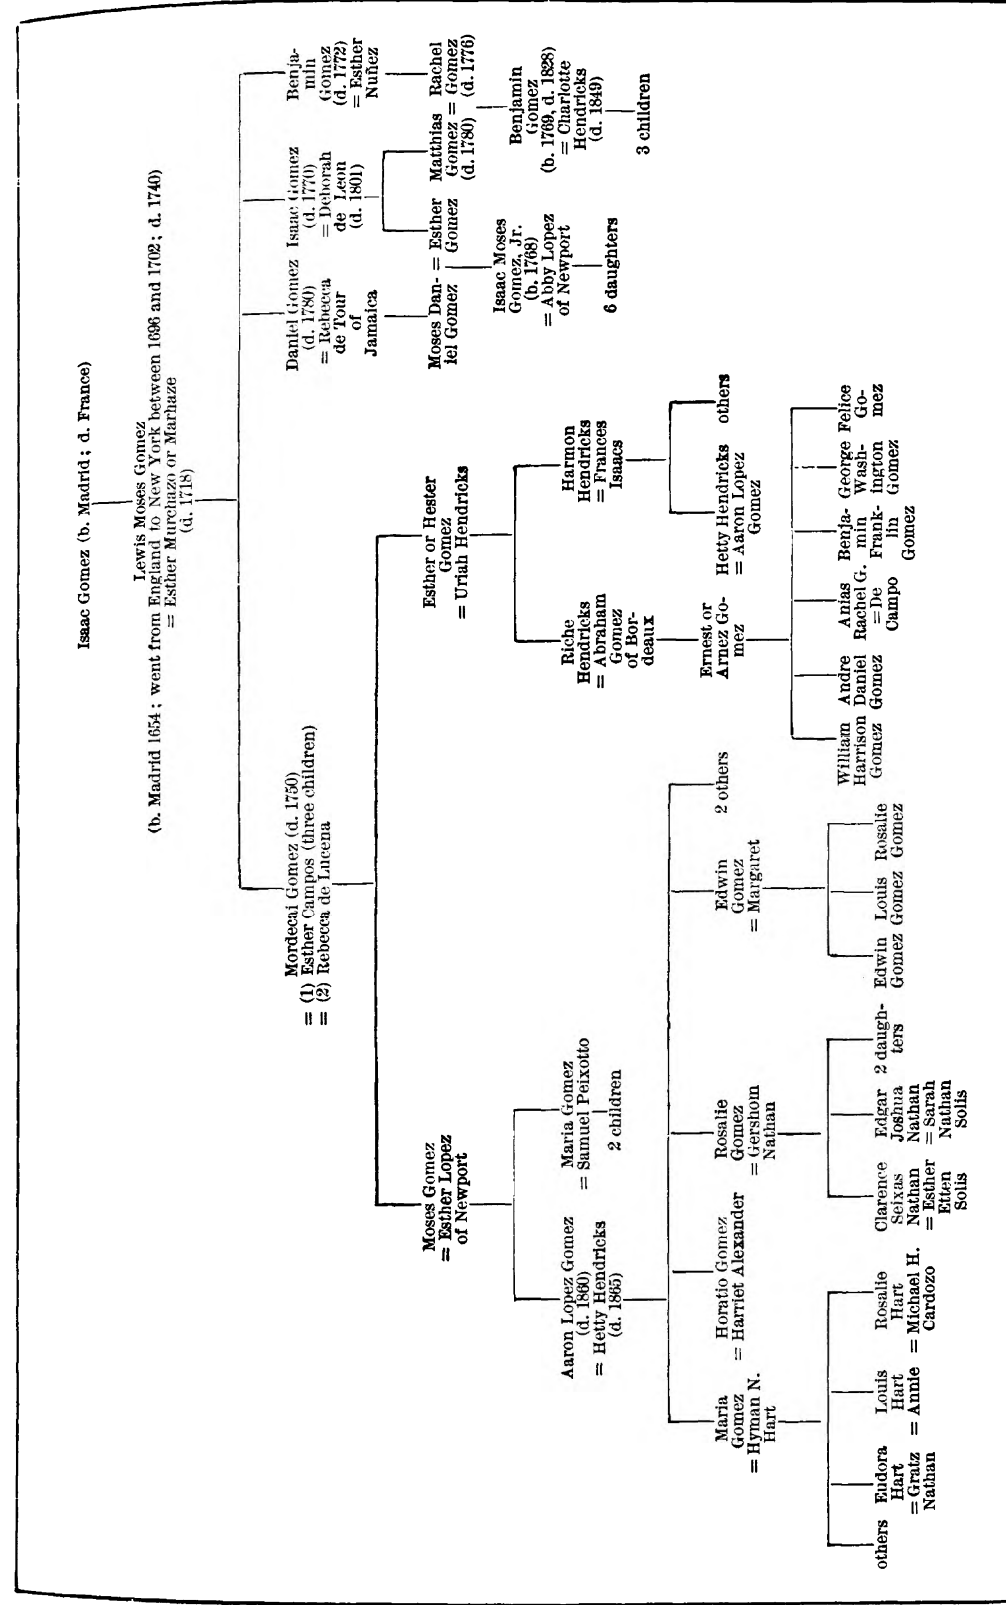 Isaac Gomez (b. Madrid; d. France)
Lewis Moses Gomez
(b. Madrid 1654; went from England to New York between 1696 and 1702; d. 1740)
= Esther Murchazo or Marhaze
(d. 1718)
Mordecai Gomez (d. 1750)
= (1) Esther Campos (three children)
= (2) Rebecca de Lucena
Daniel Gomez
(d. 1780)
= Rebecca
de Tour
of
Jamaica
Isaac Gomez
(d. 1770)
= Deborah
de Leon
(d. 1801)
Benja-
min
Gomez
(d. 1772)
= Esther
Nuñez
Moses Gomez
= Esther Lopez
of Newport
Esther or Hester
Gomez
= Uriah Hendricks
Moses Dan-
iel Gomez
= Esther
Gomez
Matthias
Gomez
(d. 1780)
= Rachel
Gomez
(d. 1776)
Aaron Lopez Gomez
(d. 1860)
= Hetty Hendricks
(d. 1865)
Maria Gomez
= Samuel Peixotto
2 children
Riche
Hendricks
= Abraham
Gomez
of Bor-
deaux
Harmon
Hendricks
= Frances
Isaacs
Isaac Moses
Gomez, Jr.
(b. 1768)
= Abby Lopez
of Newport
6 daughters
Benjamin
Gomez
(b. 1769, d. 1828)
= Charlotte
Hendricks
(d. 1849)
3 children
Maria
Gomez
= Hyman N.
Hart
Horatio Gomez
= Harriet Alexander
Rosalie
Gomez
= Gershom
Nathan
Edwin
Gomez
= Margaret
2 others
Ernest or
Arnez Go-
mez
Hetty Hendricks
= Aaron Lopez
Gomez
others
others
Eudora
Hart
= Gratz
Nathan
Louis
Hart
= Annie
Rosalie
Hart
= Michael H.
Cardozo
Clarence
Seixas
Nathan
= Esther
Etten
Solis
Edgar
Joshua
Nathan
= Sarah
Nathan
Solis
2 daugh-
ters
Edwin
Gomez
Louis
Gomez
Rosalie
Gomez
William
Harrison
Gomez
Andre
Daniel
Gomez
Anias
Rachel G.
= De
Campo
Benja-
min
Frank-
lin
Gomez
George
Wash-
ington
Gomez
Felice
Go-
mez